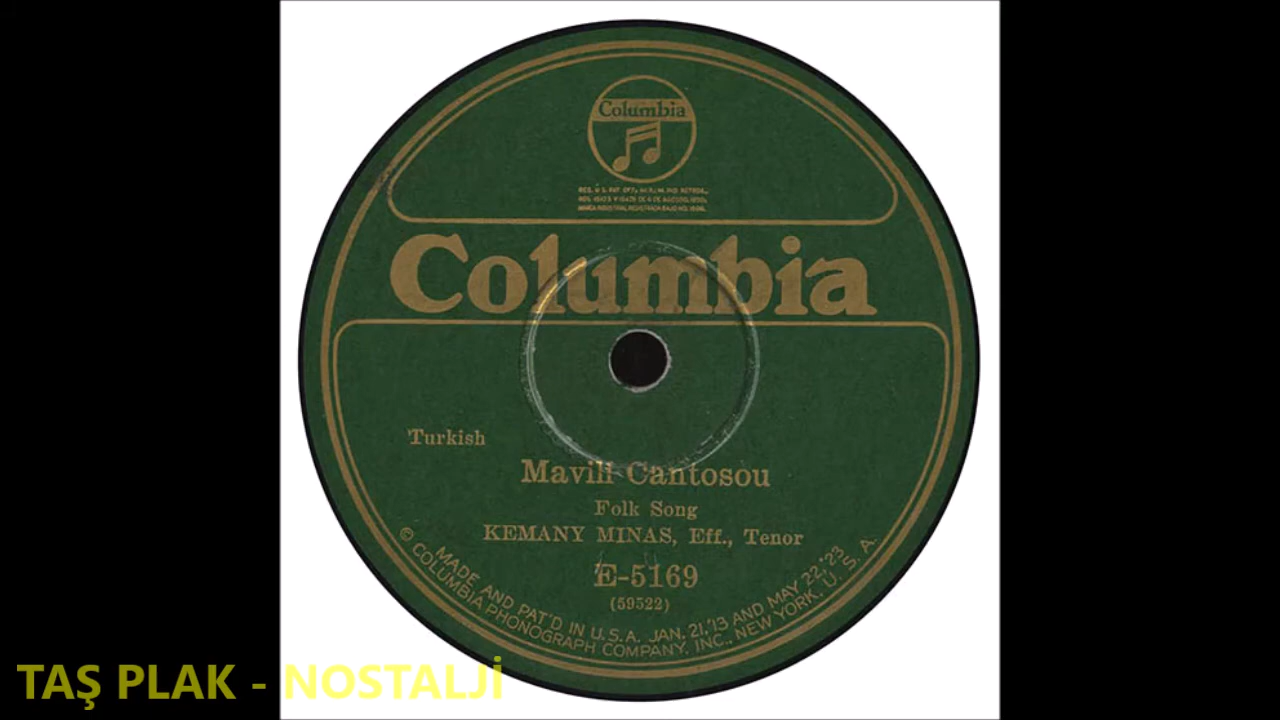 Columbia
Columbia
Turkish
Mavili Cantosou
Folk Song
KEMANY MINAS, Eff., Tenor
E-5169
(59522)
MADE AND PAT'D IN U.S.A. JAN. 21,'13 AND MAY 22,'23
© COLUMBIA PHONOGRAPH COMPANY, INC., NEW YORK, U. S. A.
TAŞ PLAK - NOSTALJİ